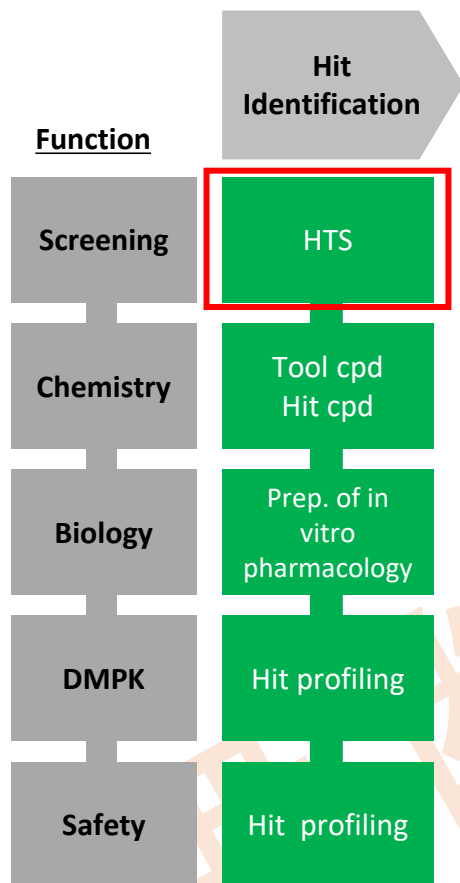 Hit
Identification
Function
Screening
HTS
Chemistry
Tool cpd
Hit cpd
Biology
Prep. of in
vitro
pharmacology
DMPK
Hit profiling
Safety
Hit profiling